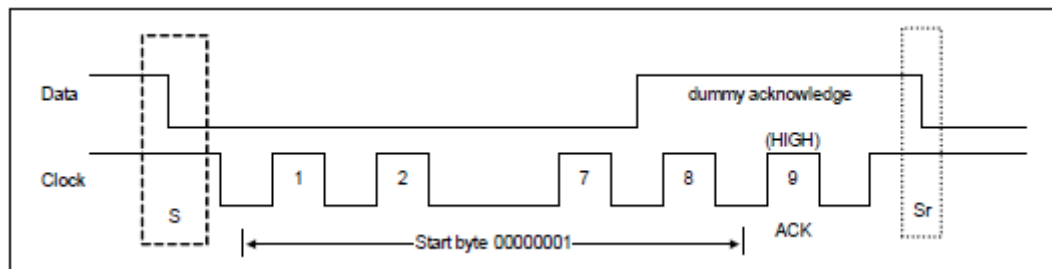 Data
dummy acknowledge
(HIGH)
Clock
1
2
7
8
9
S
Sr
Start byte 00000001
ACK